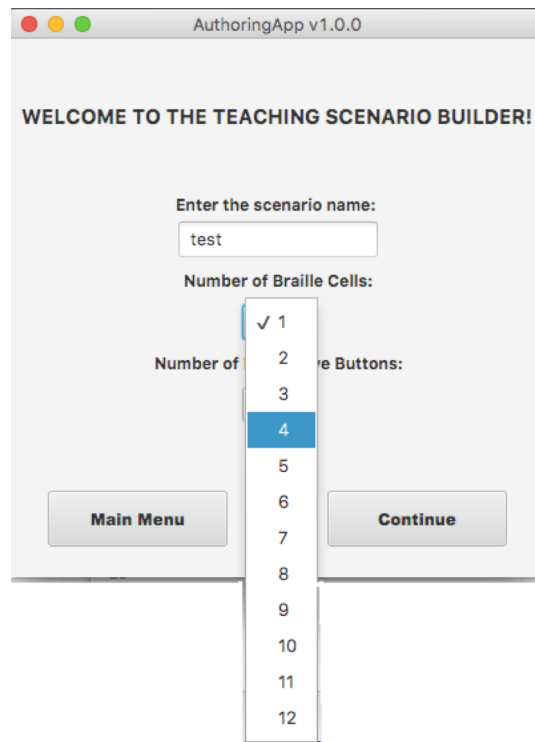 AuthoringApp v1.0.0
WELCOME TO THE TEACHING SCENARIO BUILDER!
Enter the scenario name:
test
Number of Braille Cells:
✓ 1
2
Number of
Buttons:
3
4
5
6
Main Menu
Continue
7
8
9
10
11
12